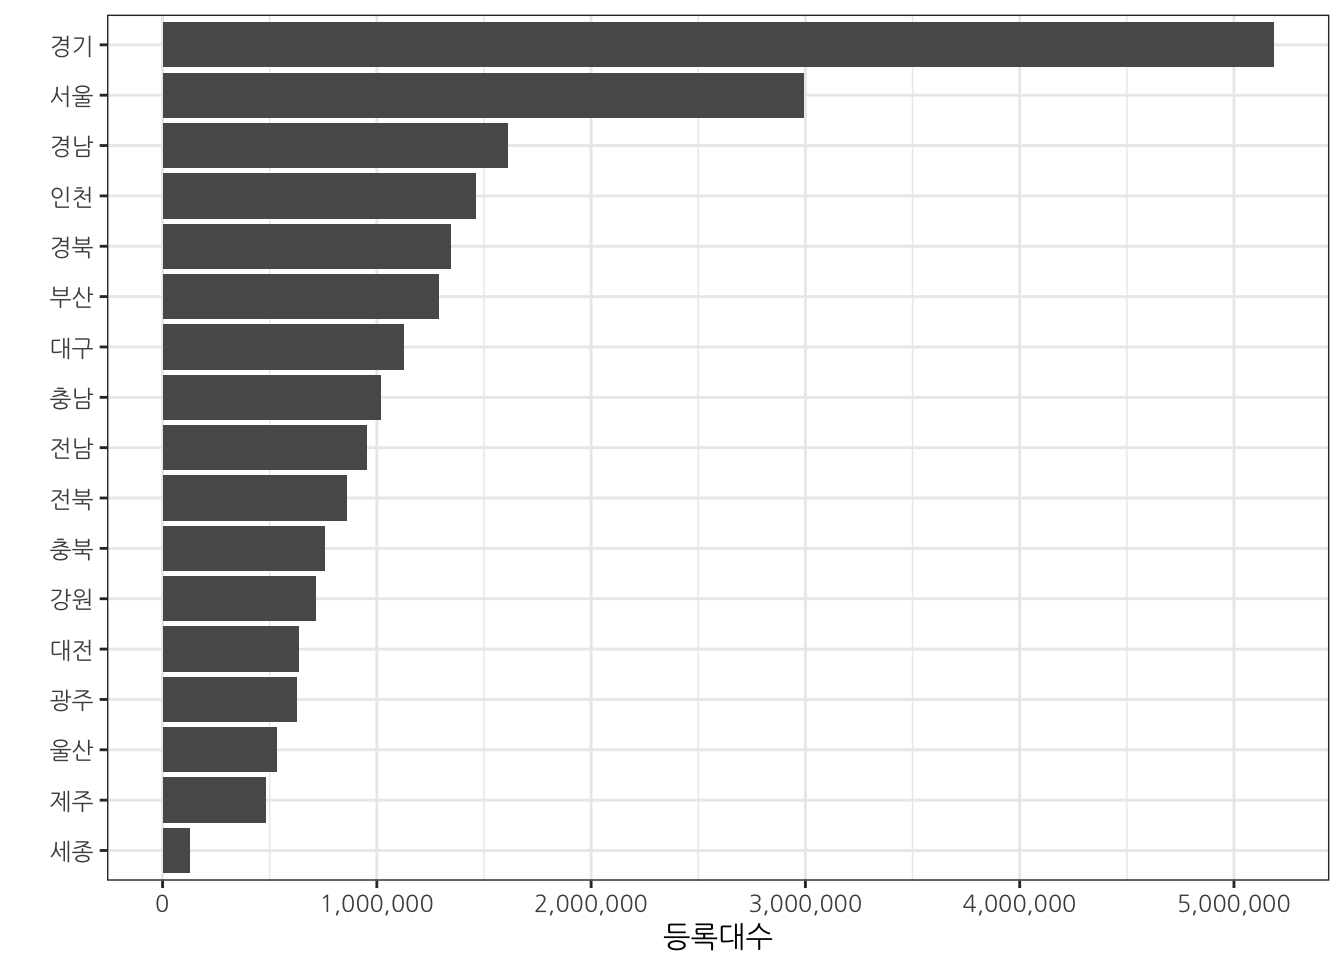 경기
서울
경남
인천
경북
부산
대구
충남
전남
전북
충북
강원
대전
광주
울산
제주
세종
0 1,000,000 2,000,000 3,000,000 4,000,000 5,000,000
등록대수